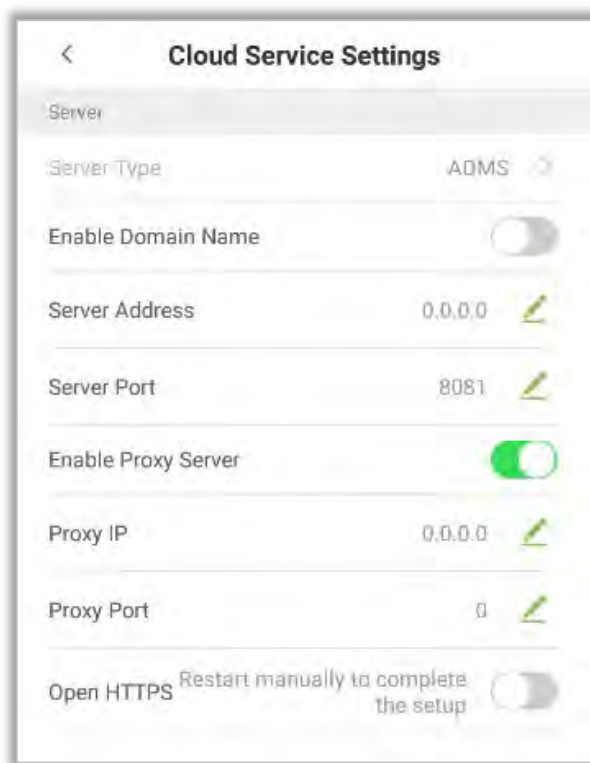 Cloud Service Settings
Server
Server Type ADMS
Enable Domain Name
Server Address 0.0.0.0
Server Port 8081
Enable Proxy Server
Proxy IP 0.0.0.0
Proxy Port 0
Open HTTPS Restart manually to complete
the setup